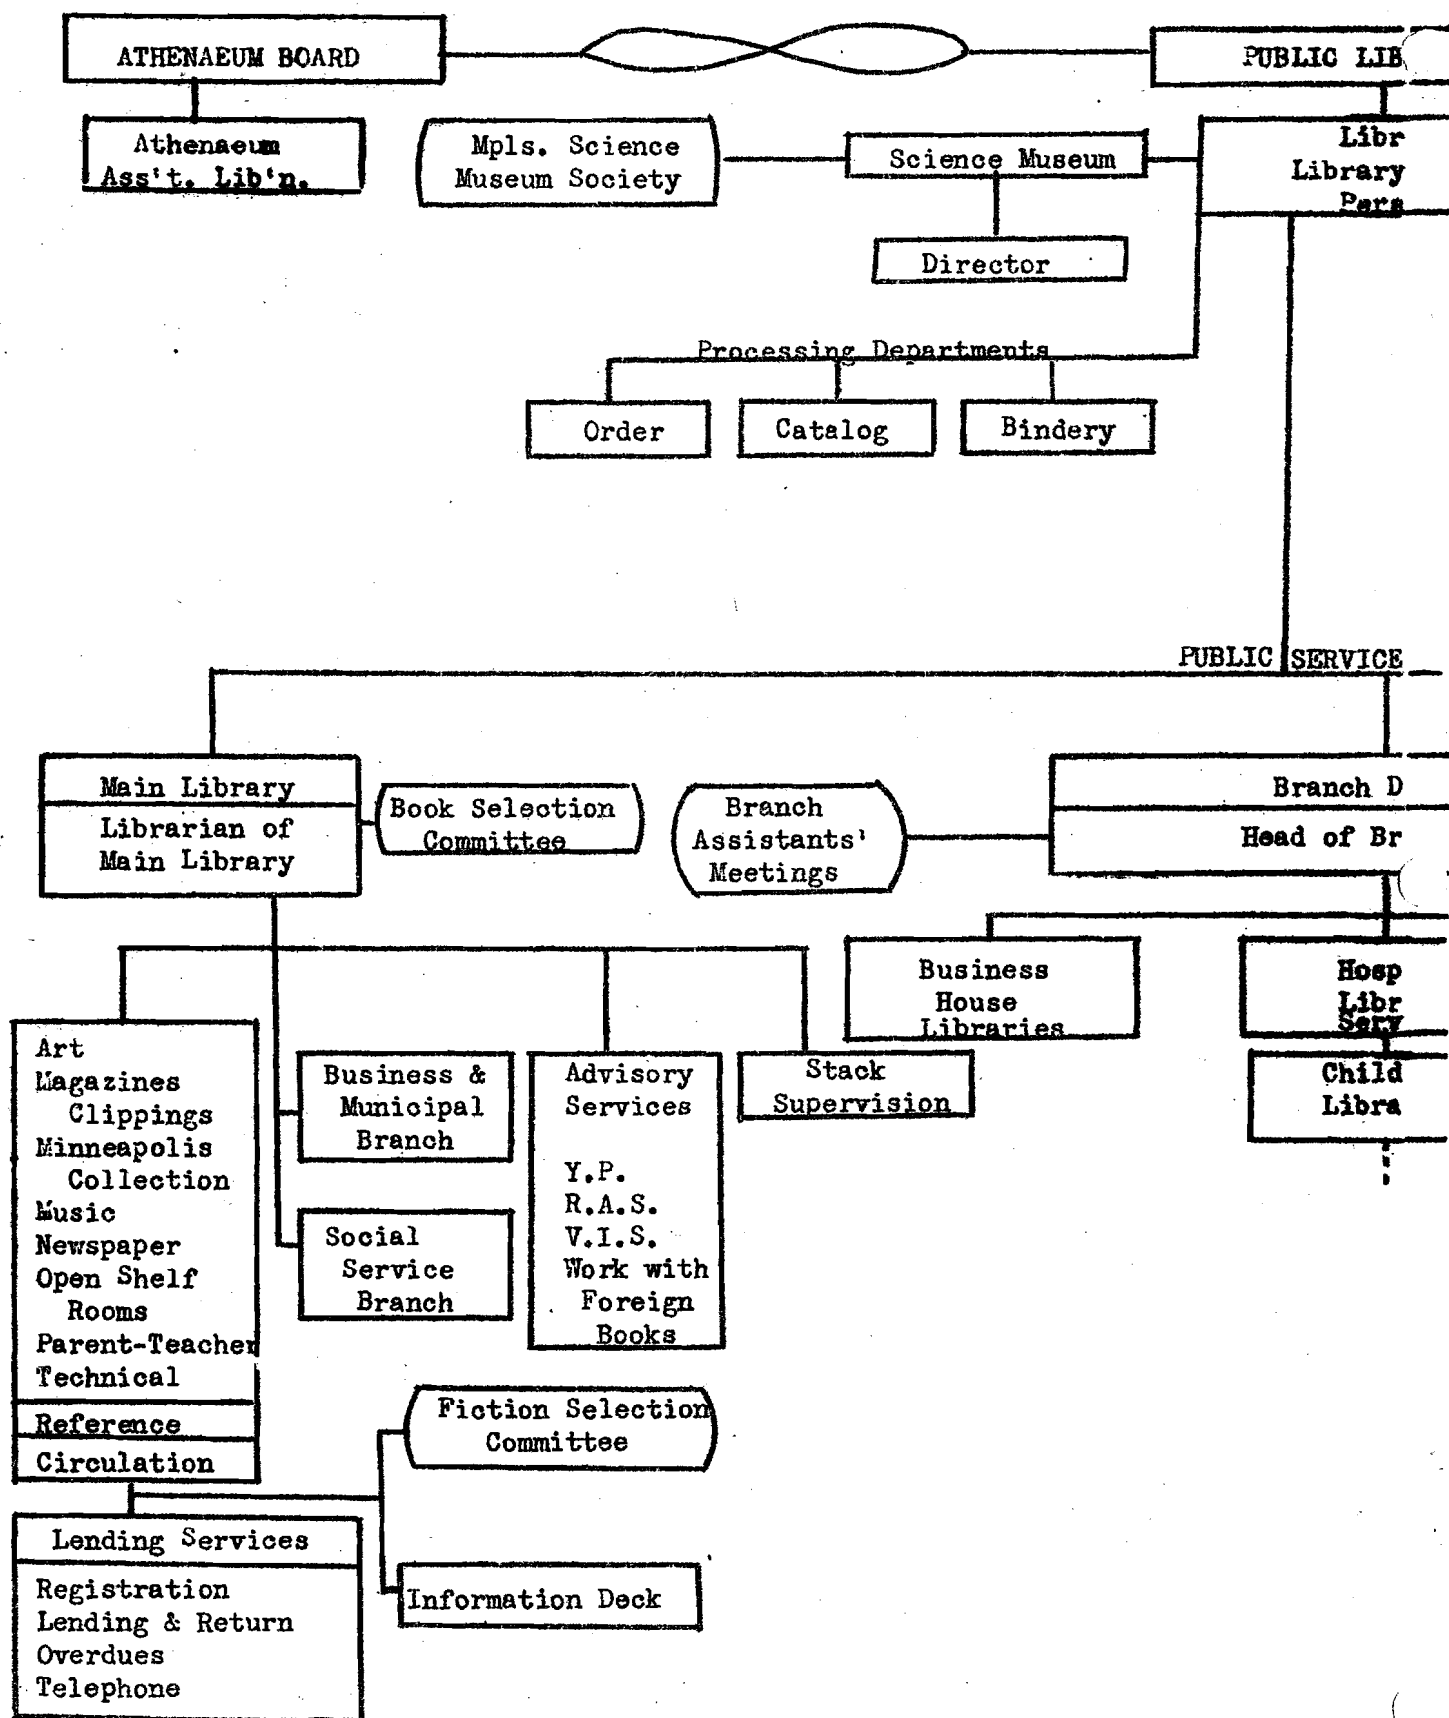 ATHENAEUM BOARD
PUBLIC LIB
Athenaeum
Ass't. Lib'n.
Mpls. Science
Museum Society
Science Museum
Libr
Library
Pers
Director
Processing Departments
Order
Catalog
Bindery
PUBLIC SERVICE
Main Library
Librarian of
Main Library
Book Selection
Committee
Branch
Assistants'
Meetings
Branch D
Head of Br
Business
House
Libraries
Hosp
Libr
Serv
Child
Libra
Art
Magazines
Clippings
Minneapolis
Collection
Music
Newspaper
Open Shelf
Rooms
Parent-Teacher
Technical
Reference
Circulation
Business &
Municipal
Branch
Social
Service
Branch
Advisory
Services
Y.P.
R.A.S.
V.I.S.
Work with
Foreign
Books
Stack
Supervision
Fiction Selection
Committee
Lending Services
Registration
Lending & Return
Overdues
Telephone
Information Deck